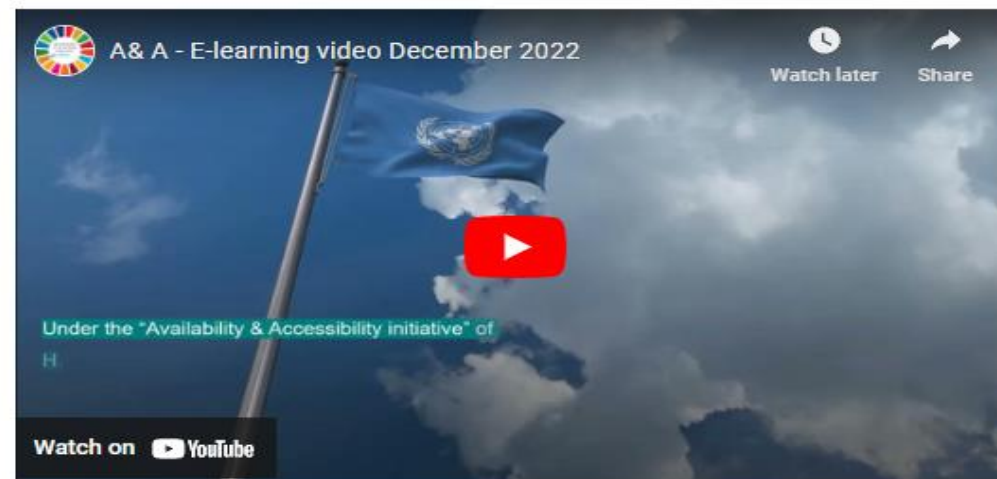 A& A - E-learning video December 2022
Watch later
Share
Under the "Availability & Accessibility initiative" of
H
Watch on YouTube